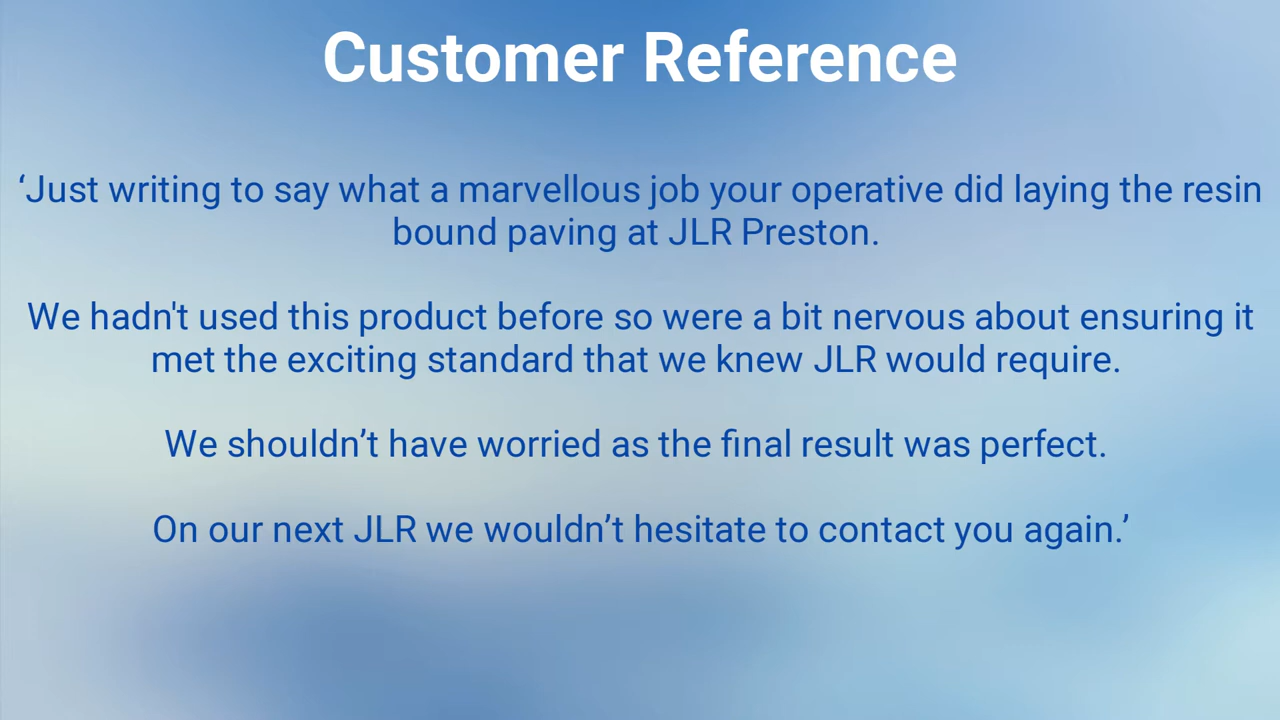 Customer Reference
‘Just writing to say what a marvellous job your operative did laying the resin
bound paving at JLR Preston.
We hadn't used this product before so were a bit nervous about ensuring it
met the exciting standard that we knew JLR would require.
We shouldn’t have worried as the final result was perfect.
On our next JLR we wouldn’t hesitate to contact you again.’